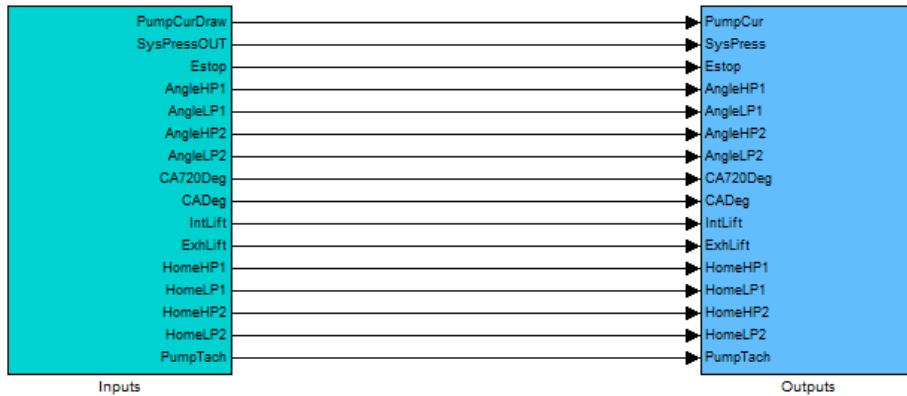 PumpCurDraw PumpCur
SysPressOUT SysPress
Estop Estop
AngleHP1 AngleHP1
AngleLP1 AngleLP1
AngleHP2 AngleHP2
AngleLP2 AngleLP2
CA720Deg CA720Deg
CADeg CADeg
IntLift IntLift
ExhLift ExhLift
HomeHP1 HomeHP1
HomeLP1 HomeLP1
HomeHP2 HomeHP2
HomeLP2 HomeLP2
PumpTach PumpTach
Inputs Outputs